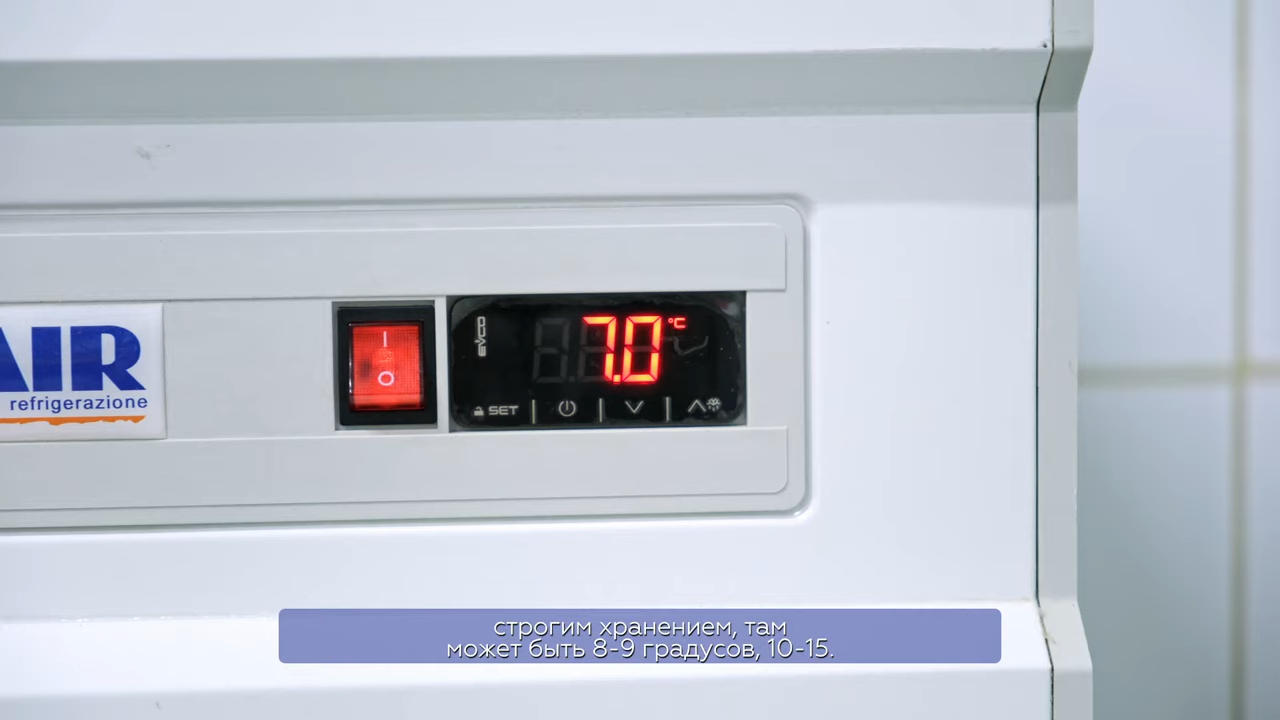 AIR
refrigerazione
I
O
EVCO
7.0 °C
SET
строгим хранением, там
может быть 8-9 градусов, 10-15.